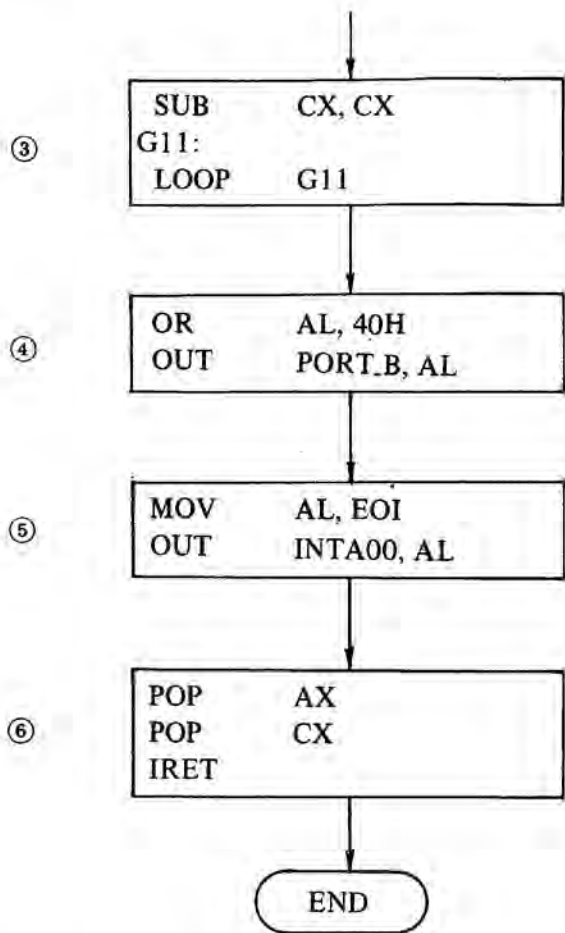 ③
SUB CX, CX
G11:
LOOP G11
④
OR AL, 40H
OUT PORT_B, AL
⑤
MOV AL, EOI
OUT INTA00, AL
⑥
POP AX
POP CX
IRET
END